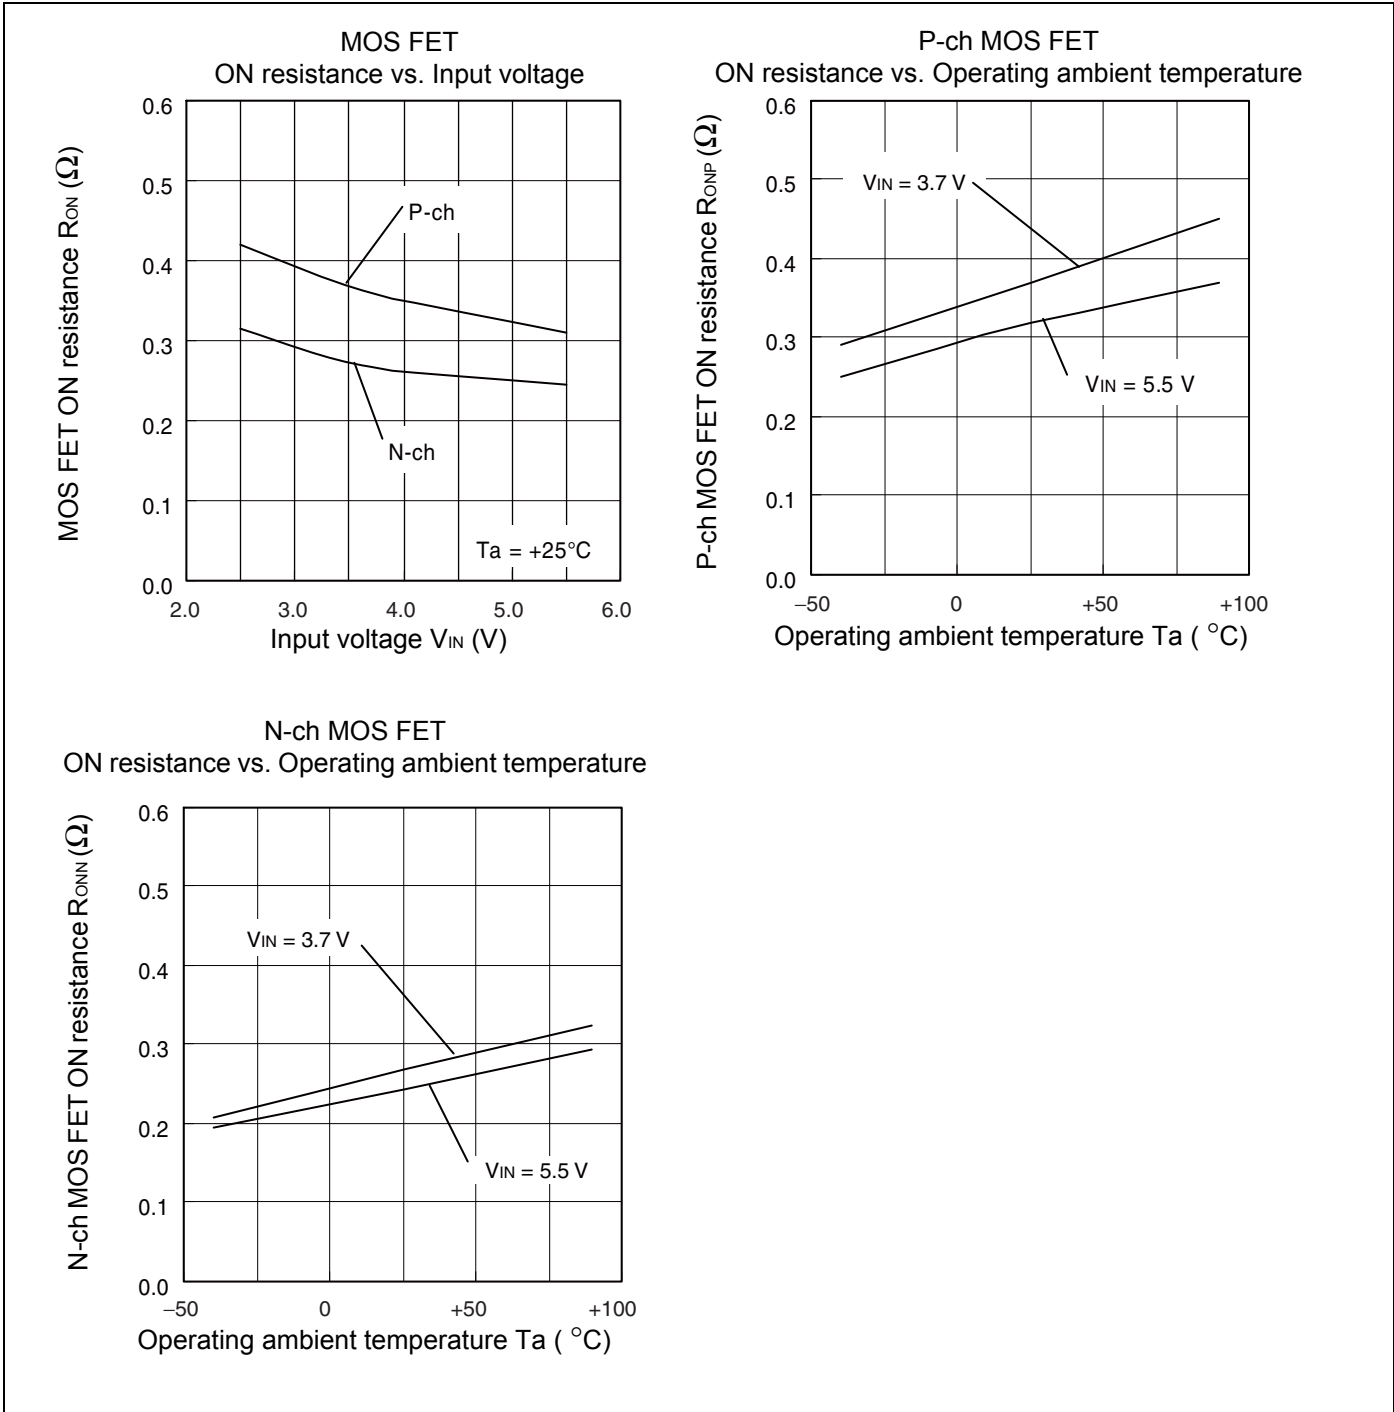 MOS FET
ON resistance vs. Input voltage
MOS FET ON resistance RON (Ω)
0.6
0.5
0.4
0.3
0.2
0.1
0.0
P-ch
N-ch
Ta = +25°C
2.0 3.0 4.0 5.0 6.0
Input voltage VIN (V)
P-ch MOS FET
ON resistance vs. Operating ambient temperature
P-ch MOS FET ON resistance RONP (Ω)
0.6
0.5
0.4
0.3
0.2
0.1
0.0
VIN = 3.7 V
VIN = 5.5 V
−50 0 +50 +100
Operating ambient temperature Ta ( °C)
N-ch MOS FET
ON resistance vs. Operating ambient temperature
N-ch MOS FET ON resistance RONN (Ω)
0.6
0.5
0.4
0.3
0.2
0.1
0.0
VIN = 3.7 V
VIN = 5.5 V
−50 0 +50 +100
Operating ambient temperature Ta ( °C)